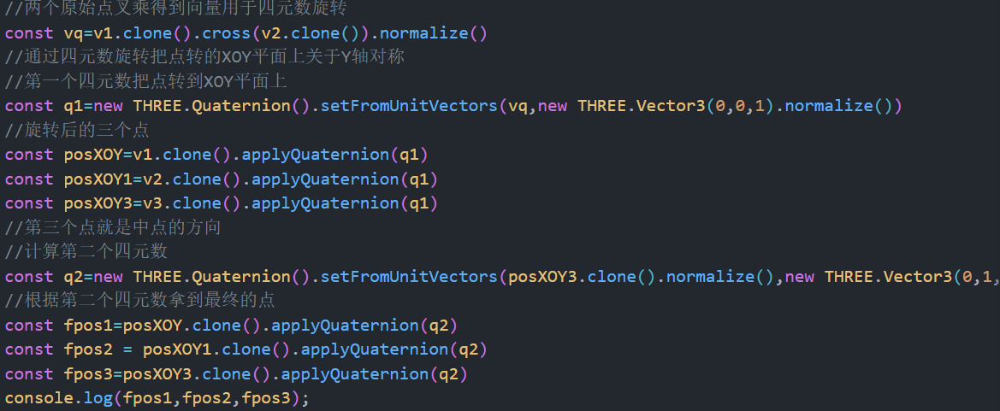 //两个原始点叉乘得到向量用于四元数旋转
const vq=v1.clone().cross(v2.clone()).normalize()
//通过四元数旋转把点转的XOY平面上关于Y轴对称
//第一个四元数把点转到XOY平面上
const q1=new THREE.Quaternion().setFromUnitVectors(vq,new THREE.Vector3(0,0,1).normalize())
//旋转后的三个点
const posXOY=v1.clone().applyQuaternion(q1)
const posXOY1=v2.clone().applyQuaternion(q1)
const posXOY3=v3.clone().applyQuaternion(q1)
//第三个点就是中点的方向
//计算第二个四元数
const q2=new THREE.Quaternion().setFromUnitVectors(posXOY3.clone().normalize(),new THREE.Vector3(0,1,
//根据第二个四元数拿到最终的点
const fpos1=posXOY.clone().applyQuaternion(q2)
const fpos2 = posXOY1.clone().applyQuaternion(q2)
const fpos3=posXOY3.clone().applyQuaternion(q2)
console.log(fpos1,fpos2,fpos3);